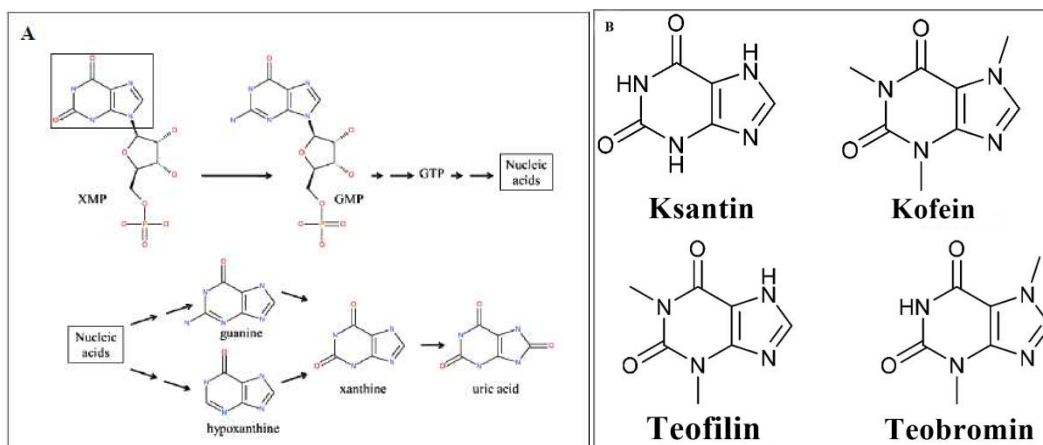 A
XMP
GMP
GTP
Nucleic
acids
Nucleic
acids
guanine
hypoxanthine
xanthine
uric acid
B
O
HN
O
N
H
H
N
N
Ksantin
O
N
O
N
N
N
Kofein
O
N
O
N
H
N
N
Teofilin
O
HN
O
N
N
N
Teobromin